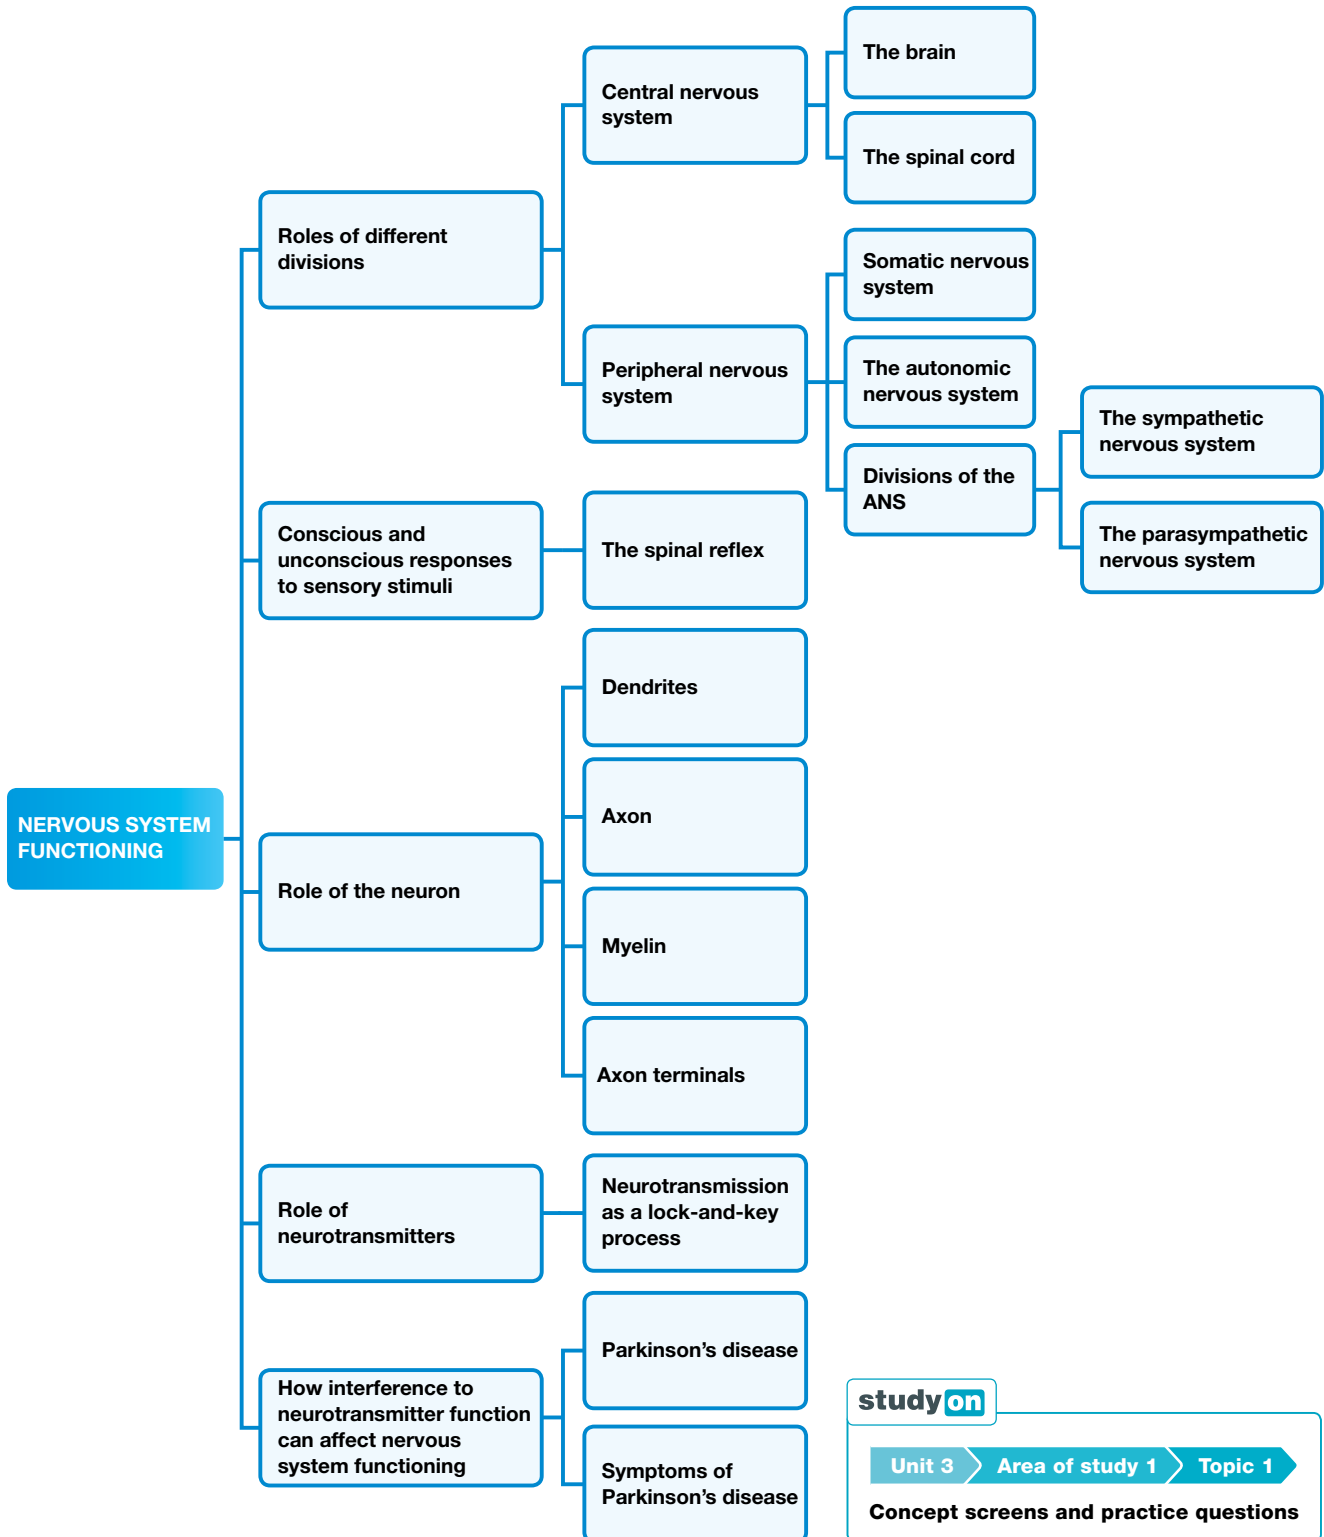 NERVOUS SYSTEM
FUNCTIONING
Roles of different
divisions
Central nervous
system
The brain
The spinal cord
Peripheral nervous
system
Somatic nervous
system
The autonomic
nervous system
Divisions of the
ANS
The sympathetic
nervous system
The parasympathetic
nervous system
Conscious and
unconscious responses
to sensory stimuli
The spinal reflex
Role of the neuron
Dendrites
Axon
Myelin
Axon terminals
Role of
neurotransmitters
Neurotransmission
as a lock-and-key
process
How interference to
neurotransmitter function
can affect nervous
system functioning
Parkinson’s disease
Symptoms of
Parkinson’s disease
studyon
Unit 3 Area of study 1 Topic 1
Concept screens and practice questions